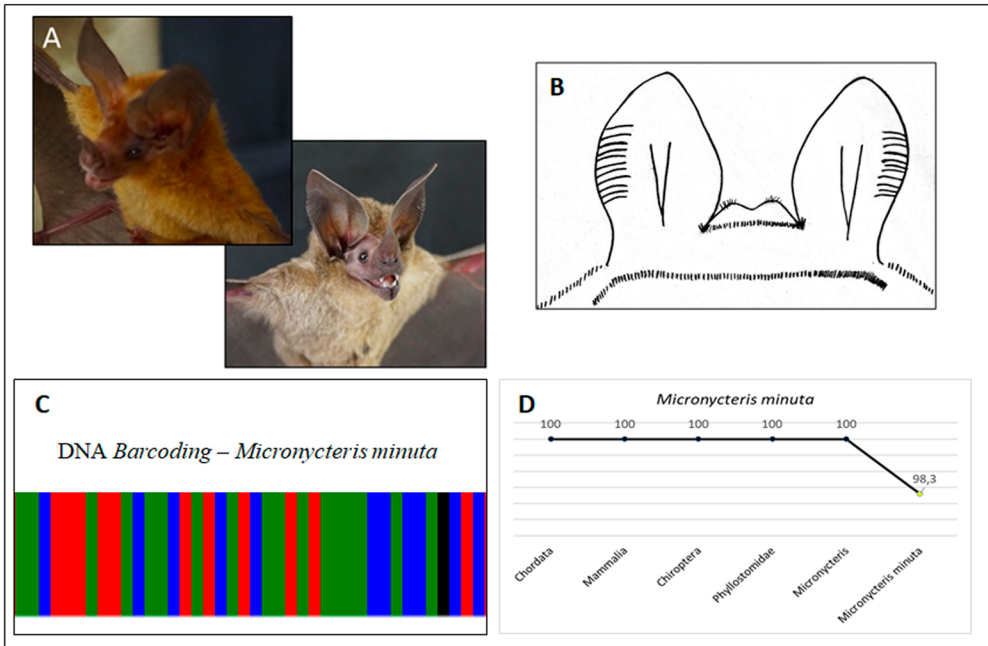 A
B
C
DNA Barcoding – Micronycteris minuta
D
Micronycteris minuta
100
100
100
100
100
98,3
Chordata
Mammalia
Chiroptera
Phyllostomidae
Micronycteris
Micronycteris minuta